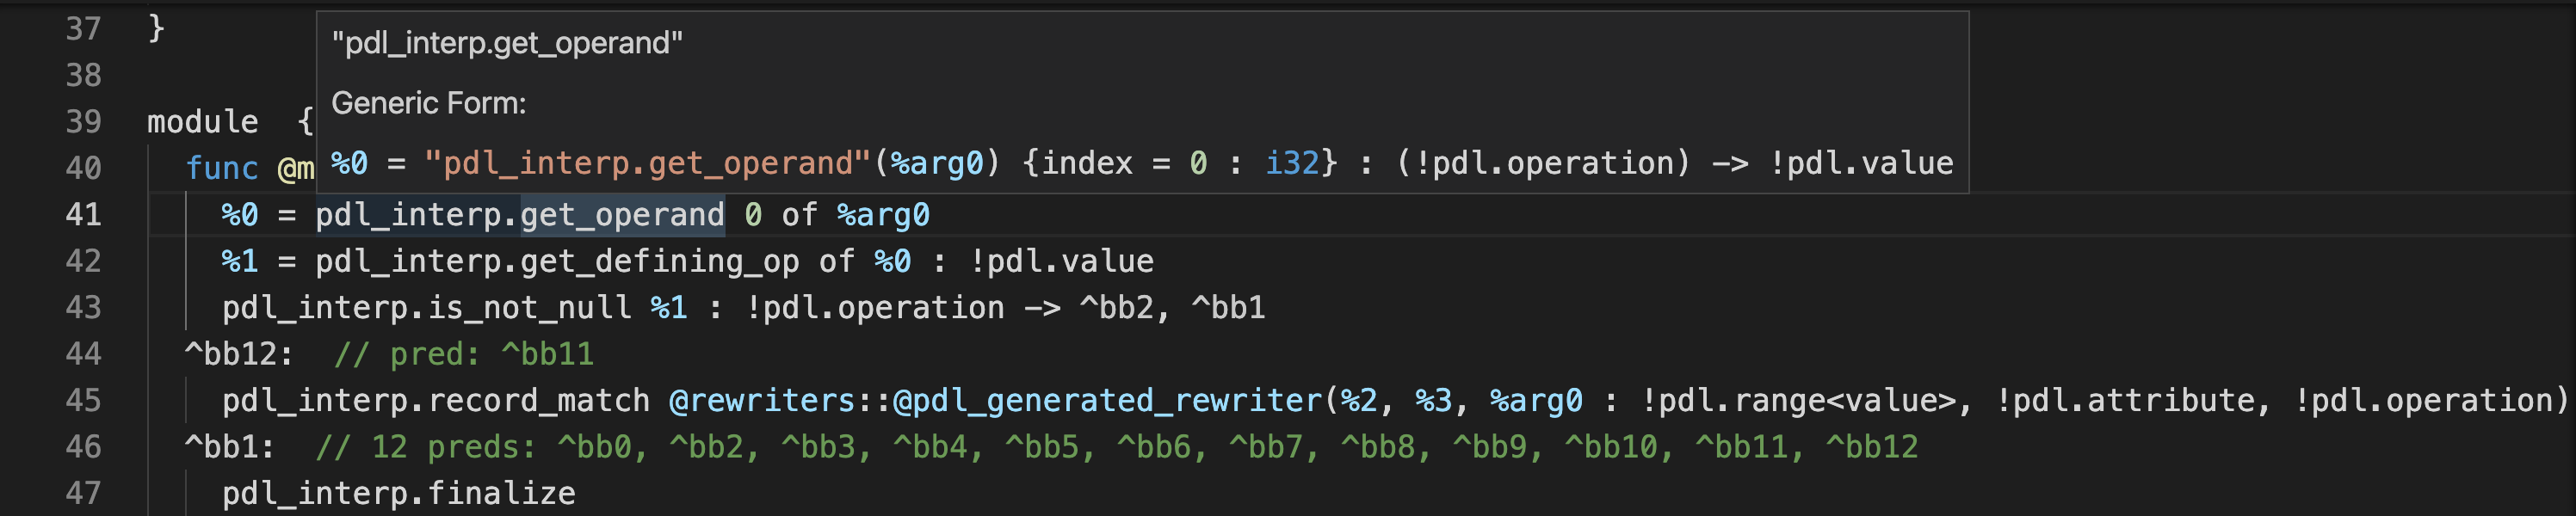 37 }
"pdl_interp.get_operand"
38
Generic Form:
39 module {
%0 = "pdl_interp.get_operand"(%arg0) {index = 0 : i32} : (!pdl.operation) -> !pdl.value
40 func @m
41 %0 = pdl_interp.get_operand 0 of %arg0
42 %1 = pdl_interp.get_defining_op of %0 : !pdl.value
43 pdl_interp.is_not_null %1 : !pdl.operation -> ^bb2, ^bb1
44 ^bb12: // pred: ^bb11
45 pdl_interp.record_match @rewriters::@pdl_generated_rewriter(%2, %3, %arg0 : !pdl.range<value>, !pdl.attribute, !pdl.operation)
46 ^bb1: // 12 preds: ^bb0, ^bb2, ^bb3, ^bb4, ^bb5, ^bb6, ^bb7, ^bb8, ^bb9, ^bb10, ^bb11, ^bb12
47 pdl_interp.finalize